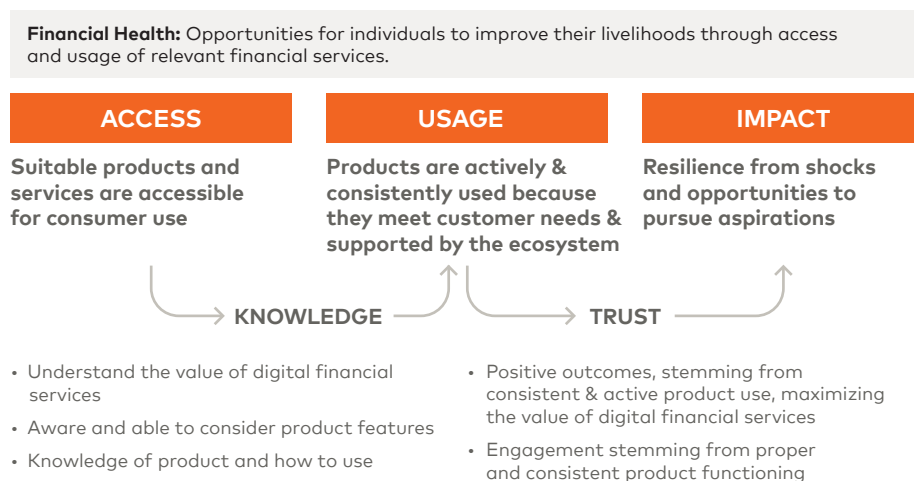 Financial Health: Opportunities for individuals to improve their livelihoods through access
and usage of relevant financial services.
ACCESS
Suitable products and
services are accessible
for consumer use
USAGE
Products are actively &
consistently used because
they meet customer needs &
supported by the ecosystem
IMPACT
Resilience from shocks
and opportunities to
pursue aspirations
KNOWLEDGE
• Understand the value of digital financial
services
• Aware and able to consider product features
• Knowledge of product and how to use
TRUST
• Positive outcomes, stemming from
consistent & active product use, maximizing
the value of digital financial services
• Engagement stemming from proper
and consistent product functioning